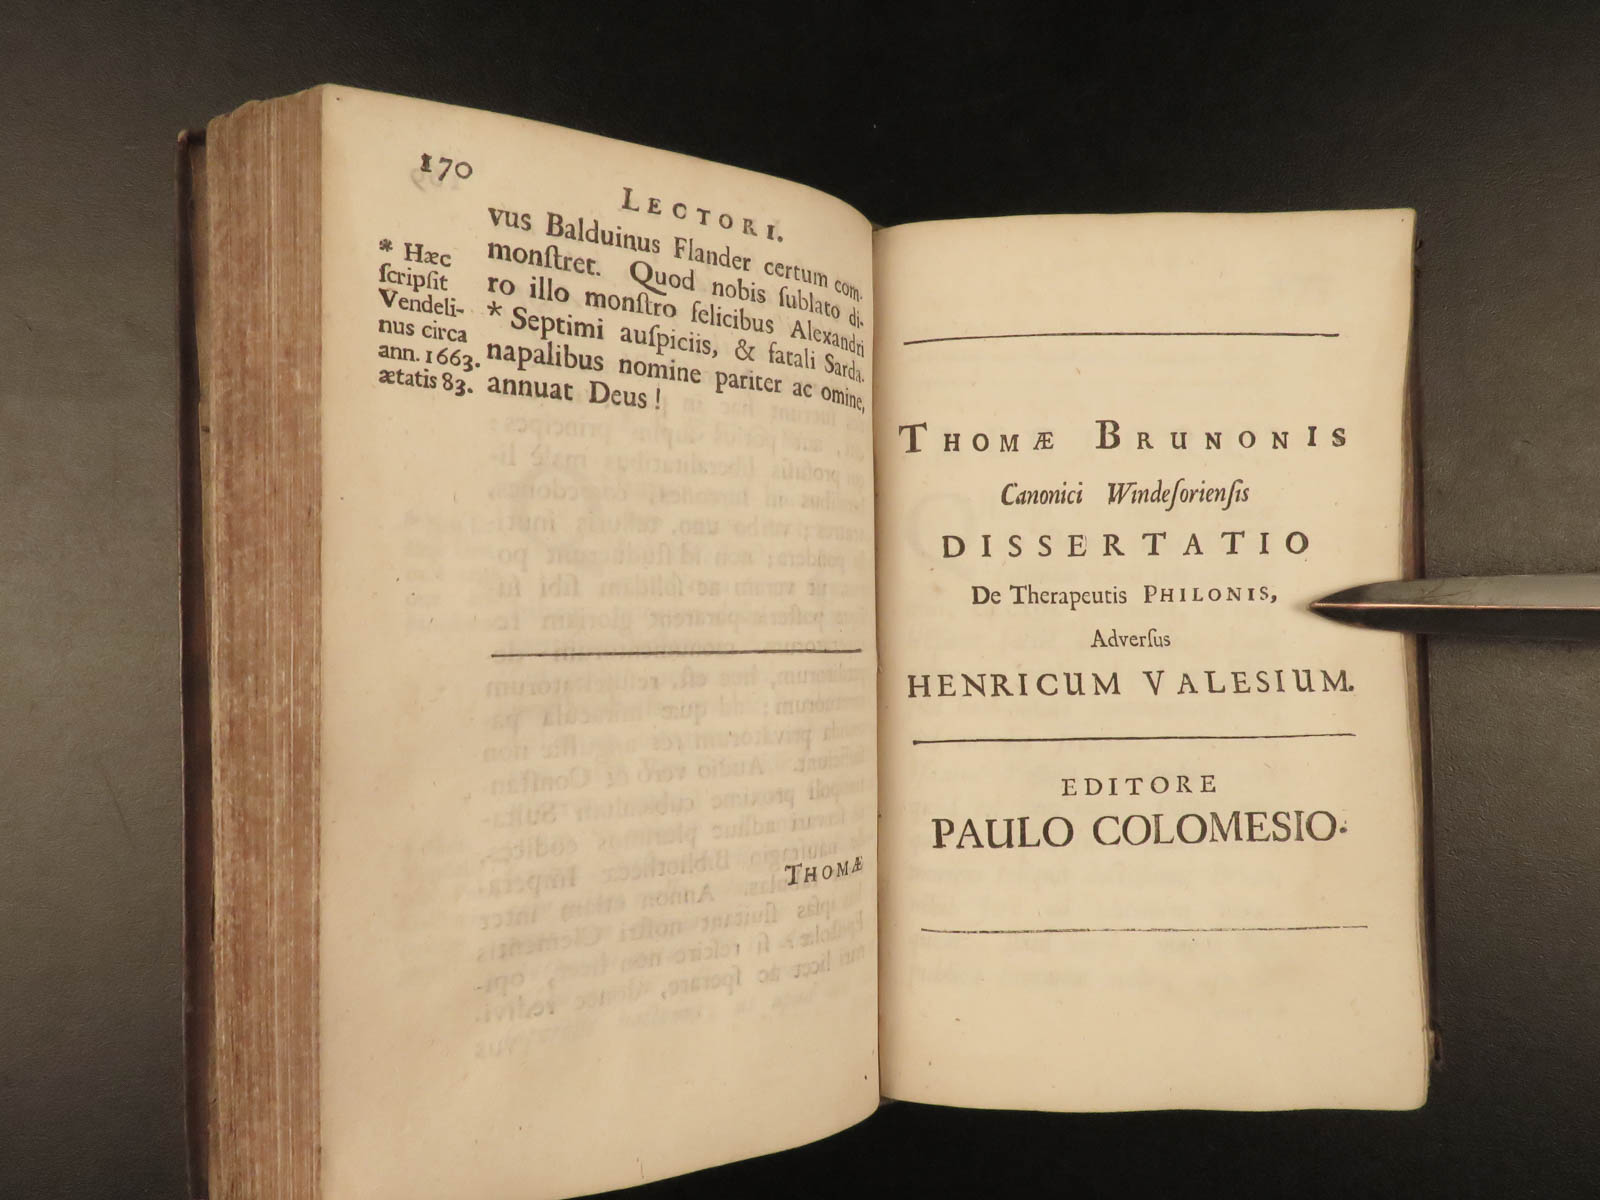 170
LECTORI.
vus Balduinus Flander certum com-
monſtret. Quod nobis ſublato di-
ro illo monſtro felicibus Alexandri
* Septimi auſpiciis, & fatali Sarda-
napalibus nomine pariter ac omine,
annuat Deus !
* Hæc
ſcripſit
Vendeli-
nus circa
ann. 1663.
ætatis 83.
THOMÆ
THOMÆ BRUNONIS
Canonici Windeſorienſis
DISSERTATIO
De Therapeutis PHILONIS,
Adverſus
HENRICUM VALESIUM.
EDITORE
PAULO COLOMESIO.